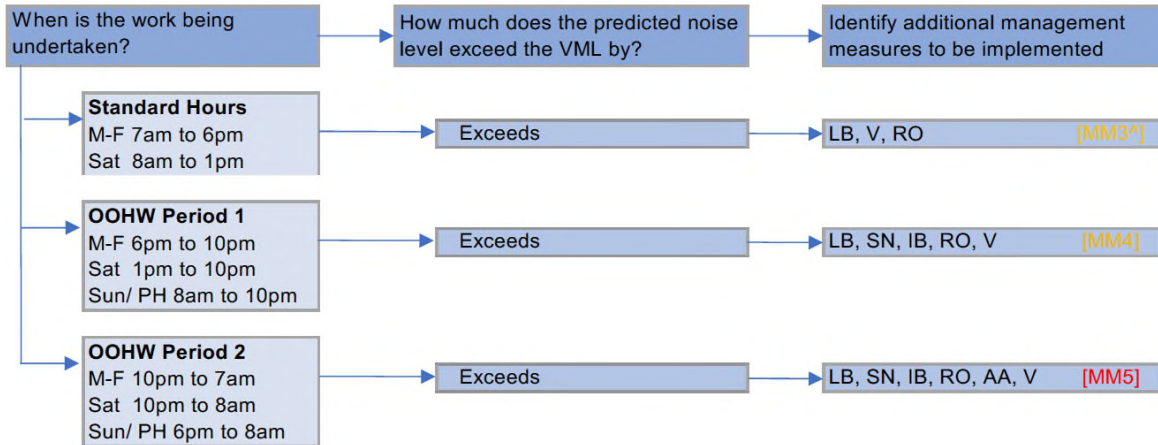 When is the work being
undertaken?
How much does the predicted noise
level exceed the VML by?
Identify additional management
measures to be implemented
Standard Hours
M-F 7am to 6pm
Sat 8am to 1pm
Exceeds
LB, V, RO [MM3^]
OOHW Period 1
M-F 6pm to 10pm
Sat 1pm to 10pm
Sun/ PH 8am to 10pm
Exceeds
LB, SN, IB, RO, V [MM4]
OOHW Period 2
M-F 10pm to 7am
Sat 10pm to 8am
Sun/ PH 6pm to 8am
Exceeds
LB, SN, IB, RO, AA, V [MM5]